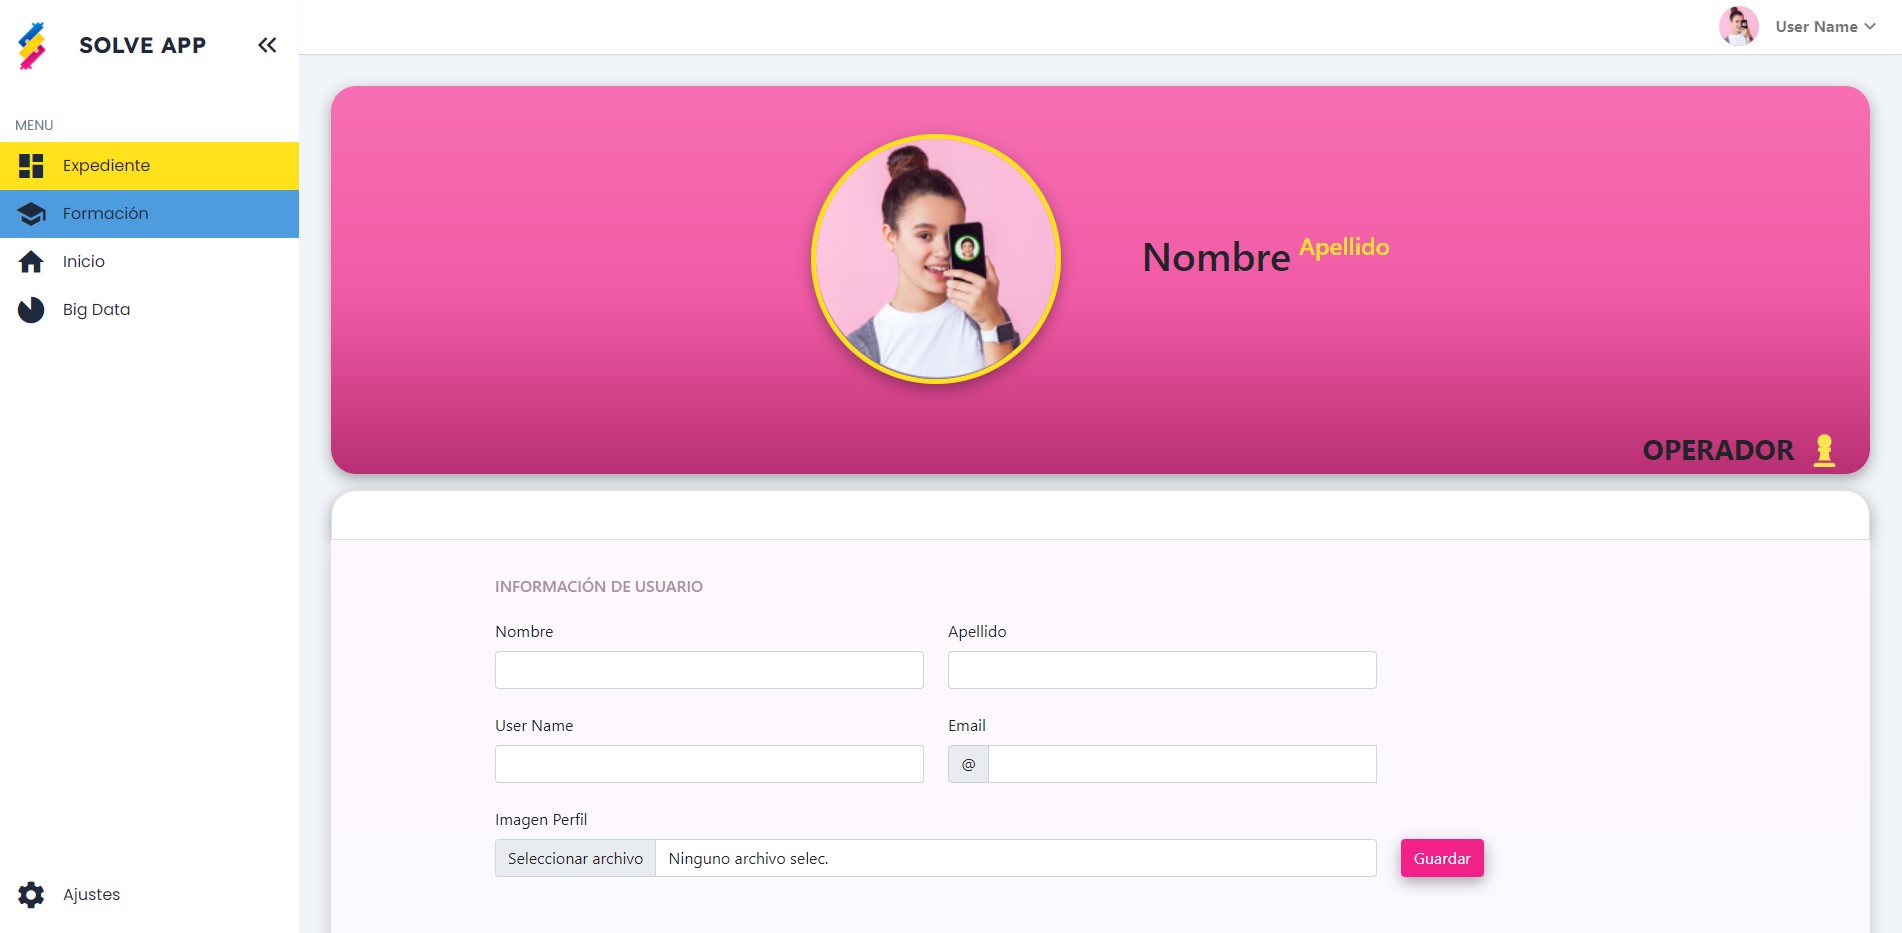 SOLVE APP
User Name
MENU
Expediente
Formación
Inicio
Big Data
Ajustes
Nombre Apellido
OPERADOR
INFORMACIÓN DE USUARIO
Nombre
Apellido
User Name
Email
@
Imagen Perfil
Seleccionar archivo
Ninguno archivo selec.
Guardar